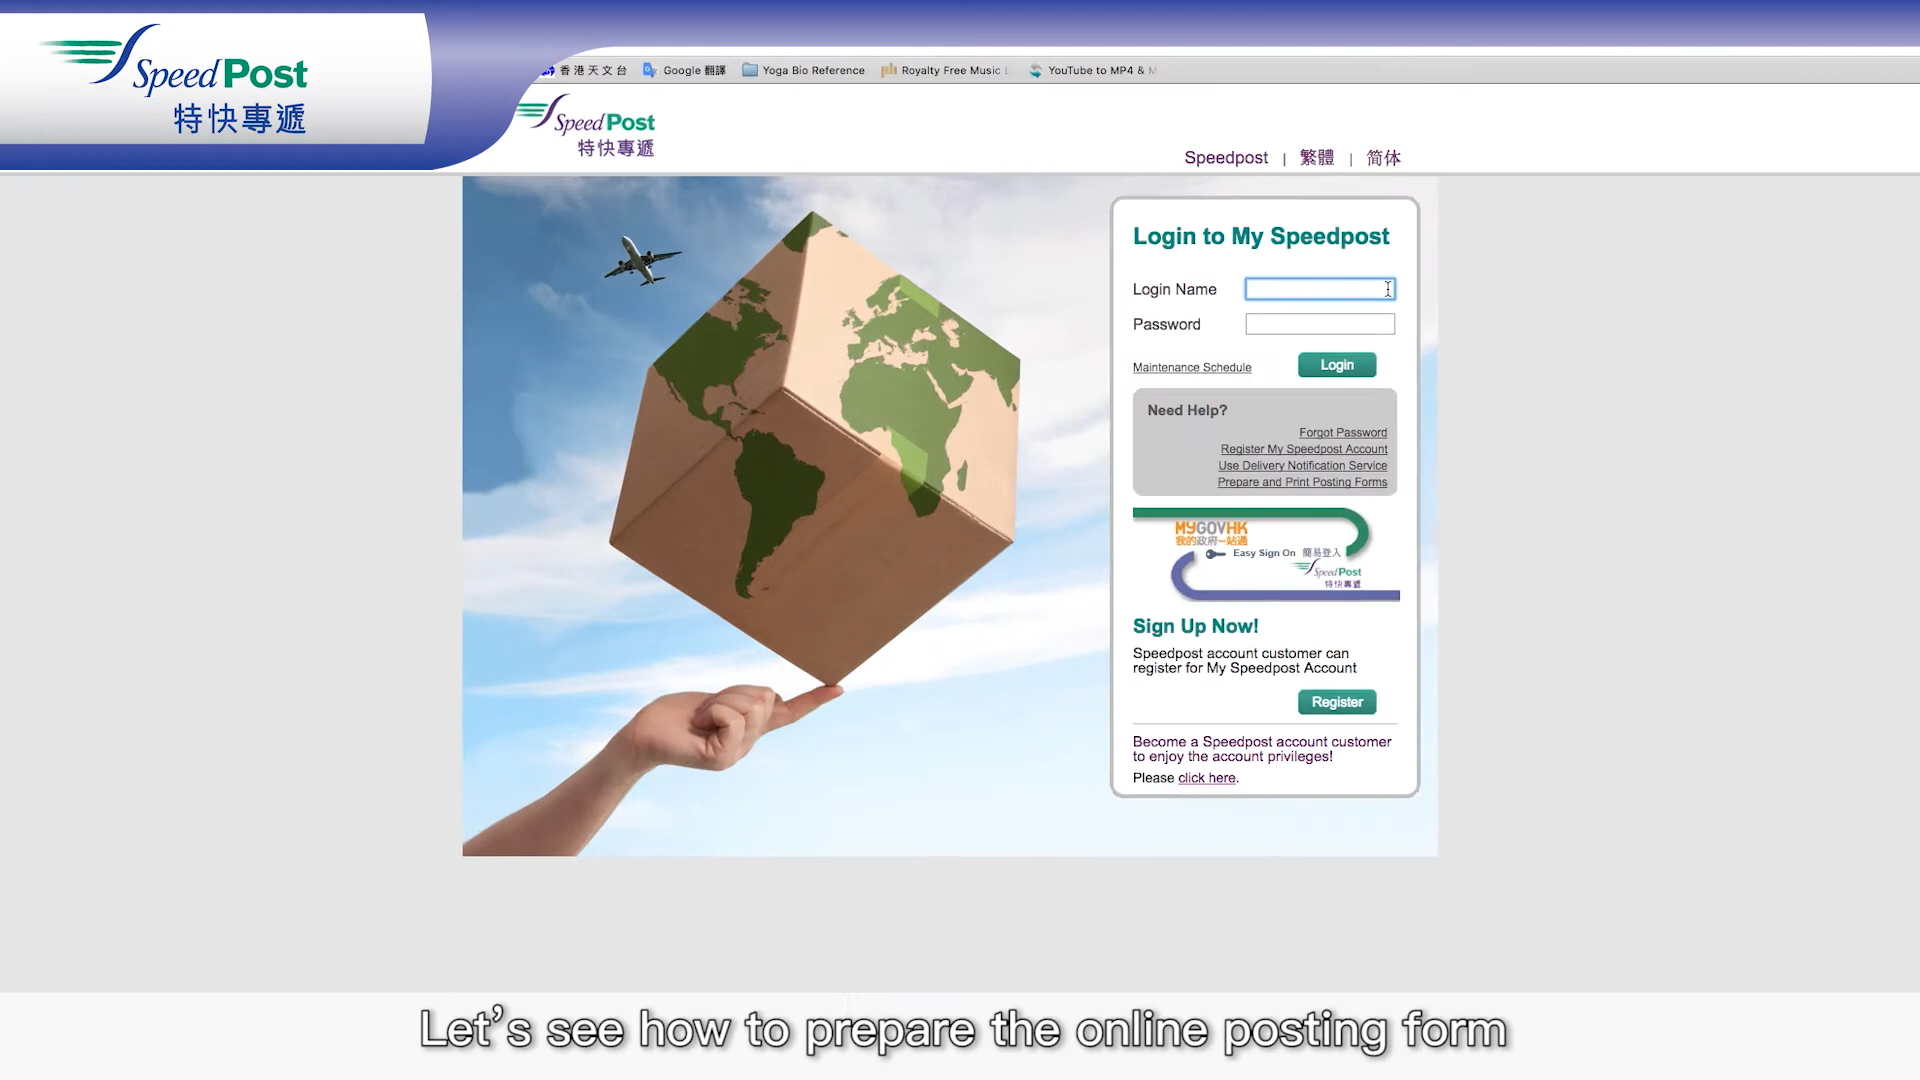 SpeedPost
特快專遞
香港天文台
Google 翻譯
Yoga Bio Reference
Royalty Free Music
YouTube to MP4 & M
SpeedPost
特快專遞
Speedpost | 繁體 | 简体
Login to My Speedpost
Login Name
Password
Maintenance Schedule
Login
Need Help?
Forgot Password
Register My Speedpost Account
Use Delivery Notification Service
Prepare and Print Posting Forms
MYGOVHK
我的政府一站通
Easy Sign On 簡易登入
SpeedPost
特快專遞
Sign Up Now!
Speedpost account customer can
register for My Speedpost Account
Register
Become a Speedpost account customer
to enjoy the account privileges!
Please click here.
Let's see how to prepare the online posting form